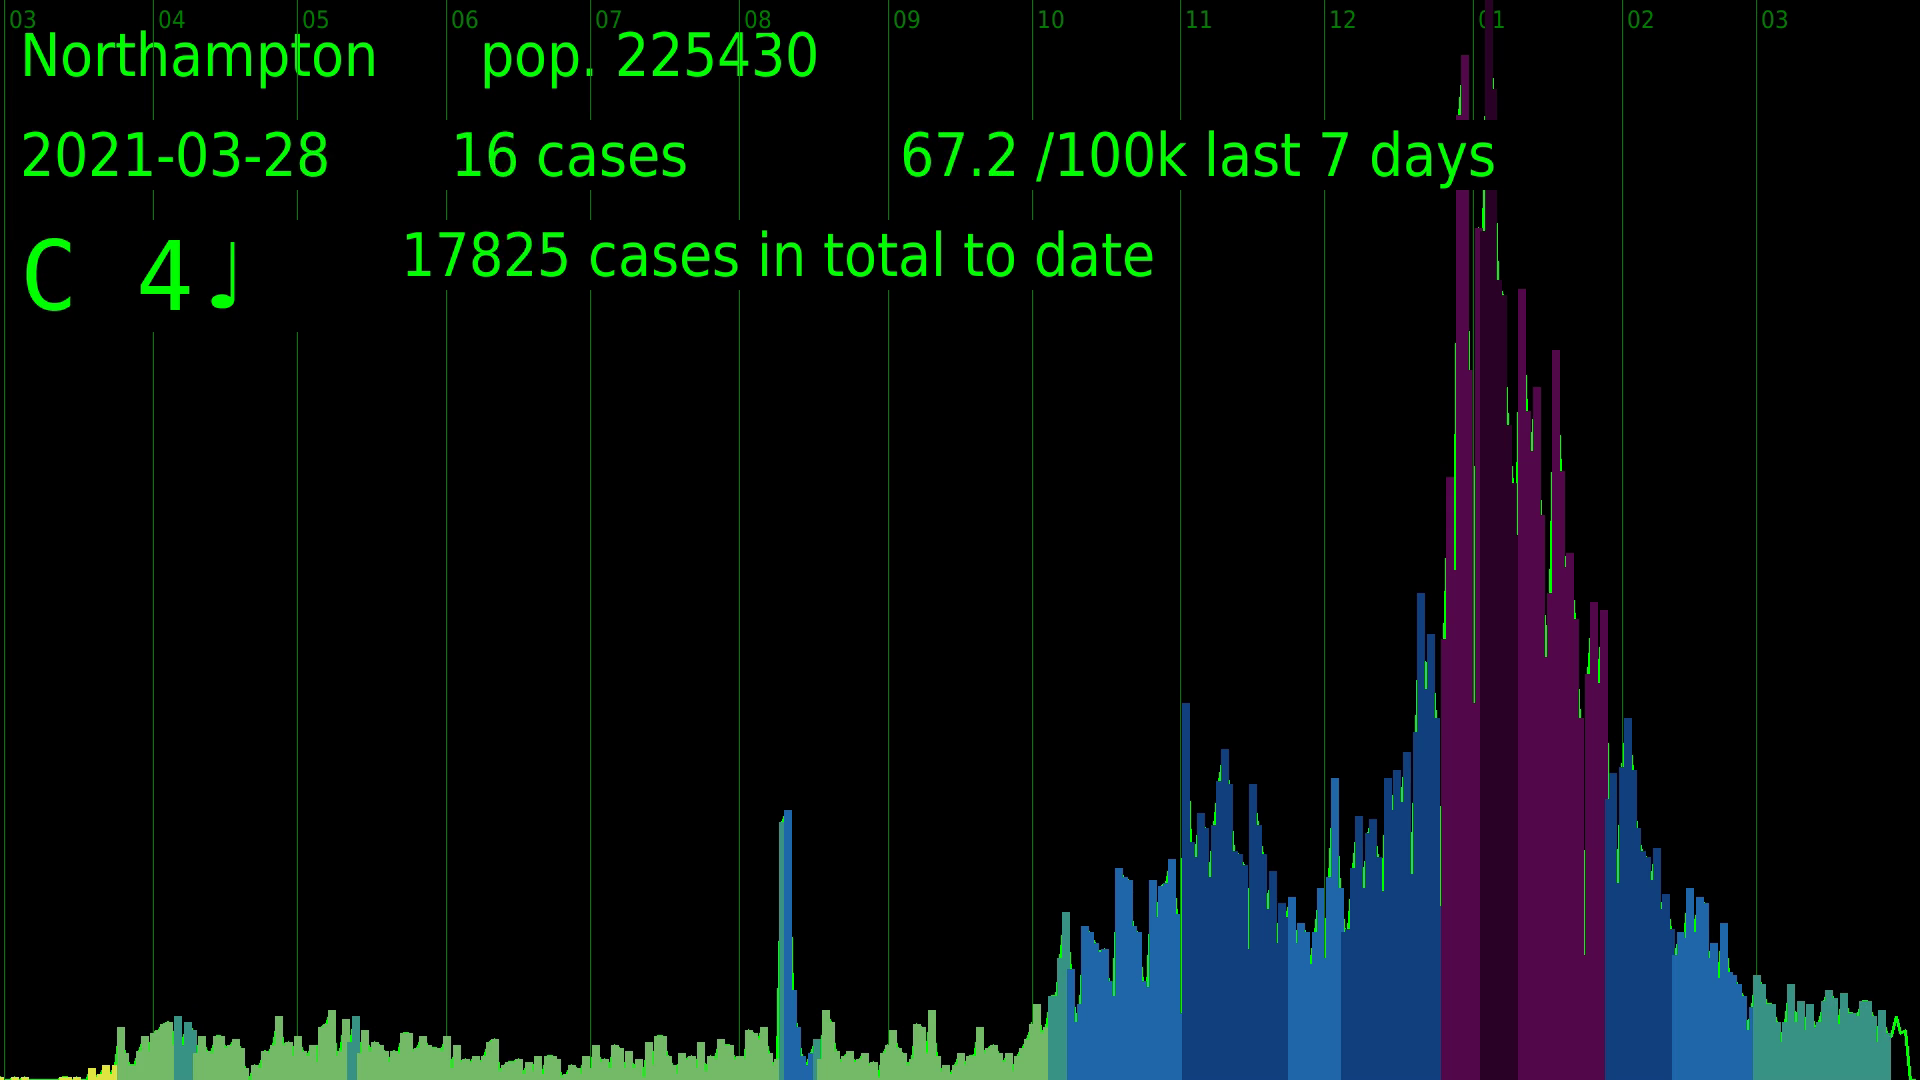 03 04 05 06 07 08 09 10 11 12 01 02 03
Northampton pop. 225430
2021-03-28 16 cases 67.2 /100k last 7 days
C 4♩ 17825 cases in total to date